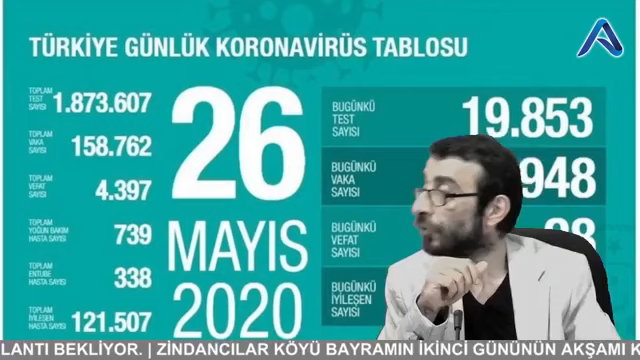 TÜRKİYE GÜNLÜK KORONAVİRÜS TABLOSU
TOPLAM
TEST
SAYISI
1.873.607
TOPLAM
VAKA
SAYISI
158.762
TOPLAM
VEFAT
SAYISI
4.397
TOPLAM
YOĞUN BAKIM
HASTA SAYISI
739
TOPLAM
ENTUBE
HASTA SAYISI
338
TOPLAM
İYİLEŞEN
HASTA SAYISI
121.507
26
MAYIS
2020
BUGÜNKÜ
TEST
SAYISI
19.853
BUGÜNKÜ
VAKA
SAYISI
948
BUGÜNKÜ
VEFAT
SAYISI
BUGÜNKÜ
İYİLEŞEN
SAYISI
LANTI BEKLİYOR. | ZİNDANCILAR KÖYÜ BAYRAMIN İKİNCİ GÜNÜNÜN AKŞAMI